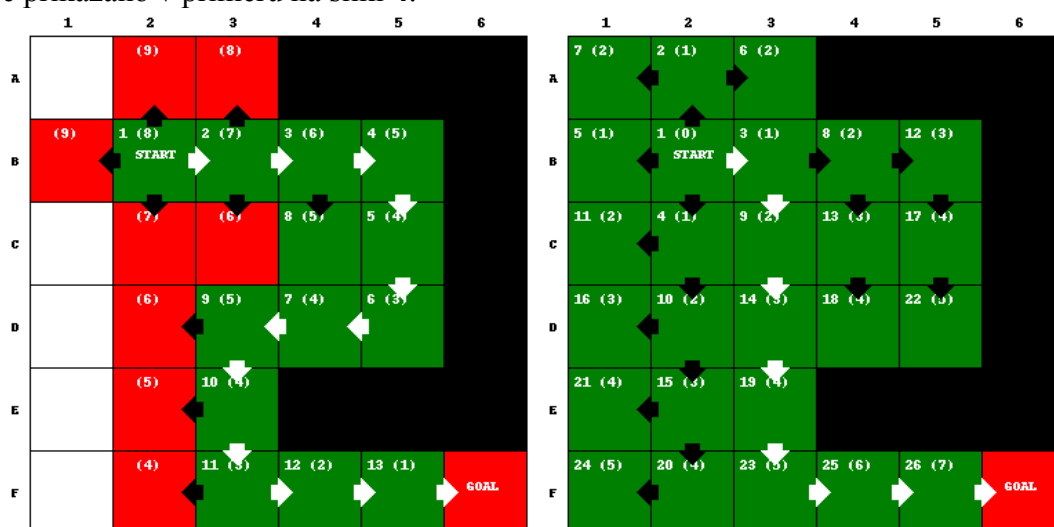 prikazano v primeru na sliki 4.
1 2 3 4 5 6
(9) (8)
A
(9) 1 (8) 2 (7) 3 (6) 4 (5)
START
B
(7) (6) 8 (5) 5 (4)
C
(6) 9 (5) 7 (4) 6 (3)
D
(5) 10 (4)
E
(4) 11 (3) 12 (2) 13 (1)
F GOAL
1 2 3 4 5 6
7 (2) 2 (1) 6 (2)
A
5 (1) 1 (0) 3 (1) 8 (2) 12 (3)
START
B
11 (2) 4 (1) 9 (2) 13 (3) 17 (4)
C
16 (3) 10 (2) 14 (3) 18 (4) 22 (5)
D
21 (4) 15 (3) 19 (4)
E
24 (5) 20 (4) 23 (5) 25 (6) 26 (7)
F GOAL